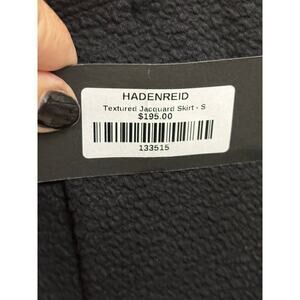 HADENREID
Textured Jacquard Skirt - S
$195.00
133515